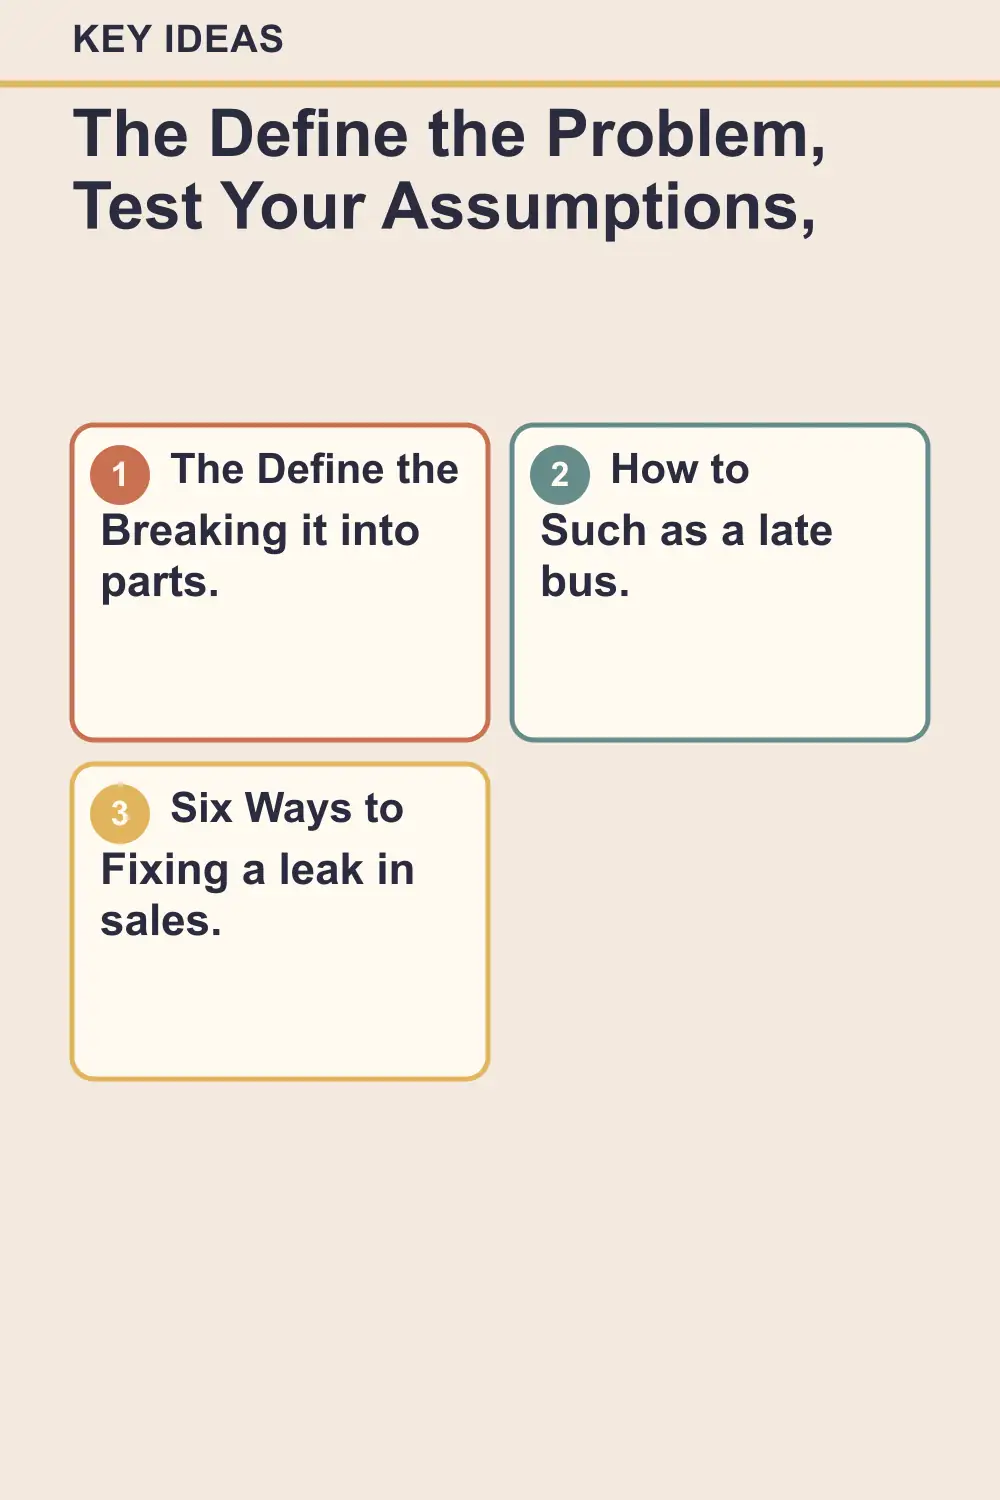 KEY IDEAS
The Define the Problem,
Test Your Assumptions,
1 The Define the
Breaking it into
parts.
2 How to
Such as a late
bus.
3 Six Ways to
Fixing a leak in
sales.